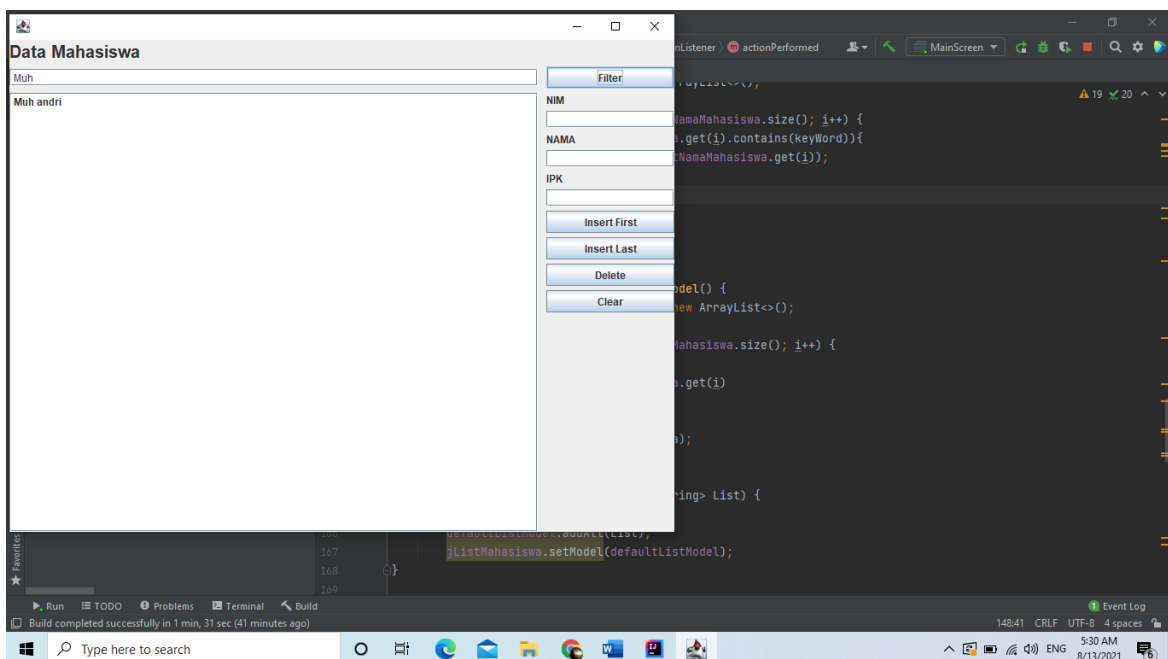 Data Mahasiswa
Muh
Filter
Muh andri
NIM
NAMA
IPK
Insert First
Insert Last
Delete
Clear
nListener
actionPerformed
MainScreen
19
20
NamaMahasiswa.size(); i++) {
.get(i).contains(keyWord)){
tNamaMahasiswa.get(i));
odel() {
new ArrayList<>();
Mahasiswa.size(); i++) {
a.get(i)
a);
ring> List) {
167 jListMahasiswa.setModel(defaultListModel);
168 }
169
Favorites
Run
TODO
Problems
Terminal
Build
1 Event Log
Build completed successfully in 1 min, 31 sec (41 minutes ago)
148:41 CRLF UTF-8 4 spaces
Type here to search
ENG
5:30 AM
8/13/2021
6